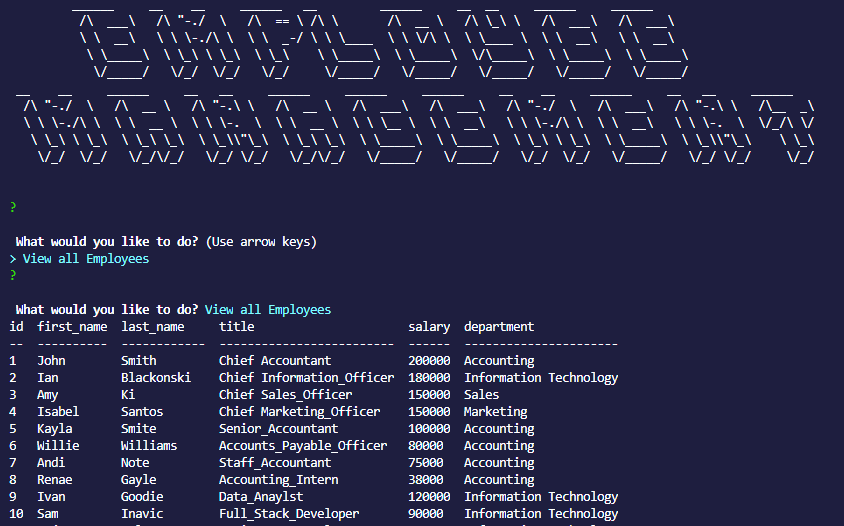 EMPLOYEE
MANAGEMENT
?
What would you like to do? (Use arrow keys)
> View all Employees
?
What would you like to do? View all Employees
id  first_name  last_name     title                      salary  department
--  ----------  ------------  -------------------------  ------  ----------------------
1   John        Smith         Chief_Accountant           200000  Accounting
2   Ian         Blackonski    Chief Information_Officer  180000  Information Technology
3   Amy         Ki            Chief Sales_Officer        150000  Sales
4   Isabel      Santos        Chief Marketing_Officer    150000  Marketing
5   Kayla       Smite         Senior_Accountant          100000  Accounting
6   Willie      Williams      Accounts_Payable_Officer   80000   Accounting
7   Andi        Note          Staff_Accountant           75000   Accounting
8   Renae       Gayle         Accounting_Intern          38000   Accounting
9   Ivan        Goodie        Data_Anaylst               120000  Information Technology
10  Sam         Inavic        Full_Stack_Developer       90000   Information Technology